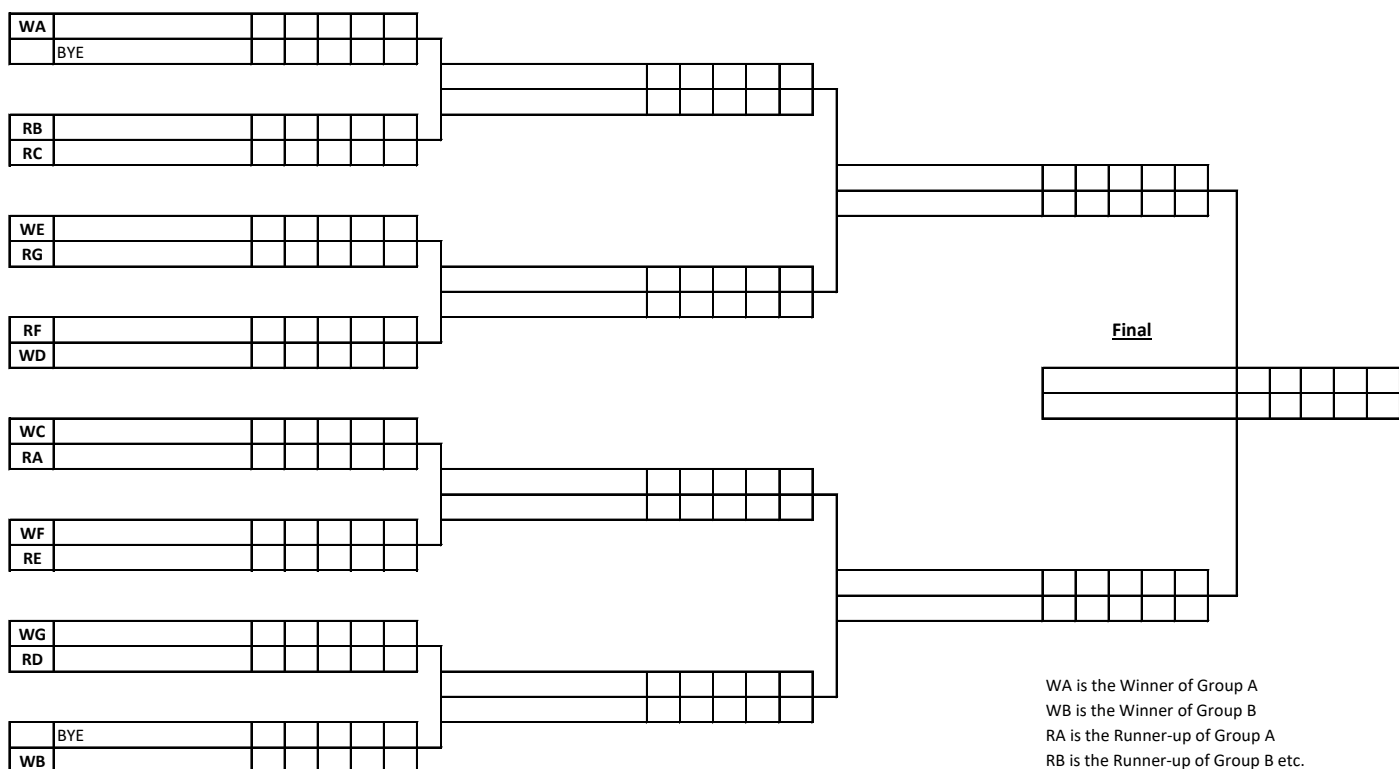 WA
BYE
RB
RC
WE
RG
RF
WD
Final
WC
RA
WF
RE
WG
RD
BYE
WB
WA is the Winner of Group A
WB is the Winner of Group B
RA is the Runner-up of Group A
RB is the Runner-up of Group B etc.